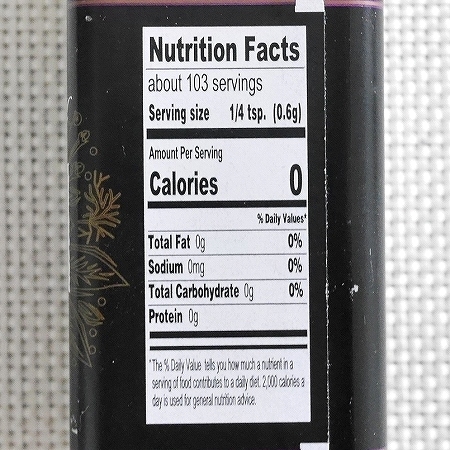 Nutrition Facts
about 103 servings
Serving size 1/4 tsp. (0.6g)
Amount Per Serving
Calories 0
% Daily Values*
Total Fat 0g 0%
Sodium 0mg 0%
Total Carbohydrate 0g 0%
Protein 0g
*The % Daily Value tells you how much a nutrient in a
serving of food contributes to a daily diet. 2,000 calories a
day is used for general nutrition advice.